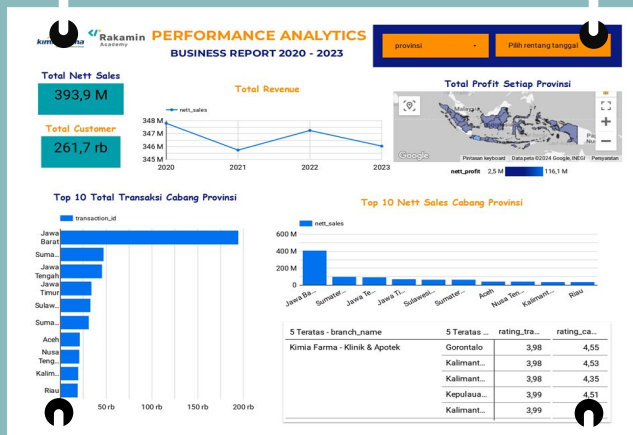 Rakamin
Academy
PERFORMANCE ANALYTICS
BUSINESS REPORT 2020 - 2023
provinsi
Pilih rentang tanggal
Total Nett Sales
393,9 M
Total Customer
261,7 rb
Total Revenue
nett_sales
348 M
347 M
346 M
345 M
2020 2021 2022 2023
Total Profit Setiap Provinsi
Malaysia
Google
Pintasan keyboard Data peta ©2024 Google, INEGI Persyaratan
nett_profit 2,5 M 116,1 M
Top 10 Total Transaksi Cabang Provinsi
transaction_id
Jawa
Barat
Suma...
Jawa
Tengah
Jawa
Timur
Sulaw...
Suma...
Aceh
Nusa
Teng...
Kalim...
Riau
50 rb 100 rb 150 rb 200 rb
Top 10 Nett Sales Cabang Provinsi
nett_sales
600 M
400 M
200 M
0
Jawa Ba... Sumater... Jawa Te... Jawa Ti... Sulawesi... Sumater... Aceh Nusa Ten... Kalimant... Riau
5 Teratas - branch_name 5 Teratas ... rating_tra... rating_ca...
Kimia Farma - Klinik & Apotek Gorontalo 3,98 4,55
Kalimant... 3,98 4,53
Kalimant... 3,98 4,35
Kepulaua... 3,99 4,51
Kalimant... 3,99